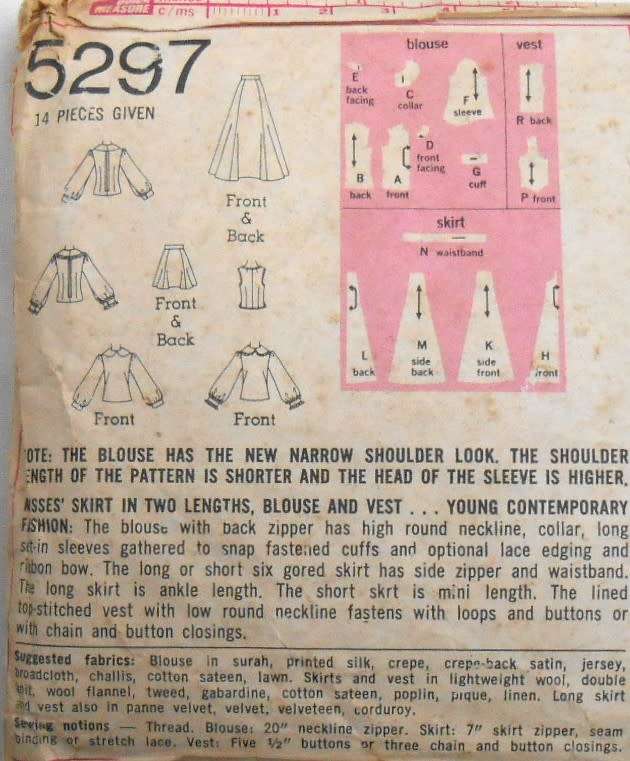 MEASURE
c/ms
5297
14 PIECES GIVEN
Front
&
Back
Front
&
Back
Front
Front
blouse
vest
E
back
facing
C
collar
F
sleeve
R back
B
back
A
front
D
front
facing
G
cuff
P front
skirt
N waistband
L
back
M
side
back
K
side
front
H
front
OTE: THE BLOUSE HAS THE NEW NARROW SHOULDER LOOK. THE SHOULDER
ENGTH OF THE PATTERN IS SHORTER AND THE HEAD OF THE SLEEVE IS HIGHER.
ISSES' SKIRT IN TWO LENGTHS, BLOUSE AND VEST . . . YOUNG CONTEMPORARY
FASHION: The blouse with back zipper has high round neckline, collar, long
set-in sleeves gathered to snap fastened cuffs and optional lace edging and
ribbon bow. The long or short six gored skirt has side zipper and waistband.
The long skirt is ankle length. The short skrt is mini length. The lined
top-stitched vest with low round neckline fastens with loops and buttons or
with chain and button closings.
Suggested fabrics: Blouse in surah, printed silk, crepe, crepe-back satin, jersey,
broadcloth, challis, cotton sateen, lawn. Skirts and vest in lightweight wool, double
knit, wool flannel, tweed, gabardine, cotton sateen, poplin, pique, linen. Long skirt
and vest also in panne velvet, velvet, velveteen, corduroy.
Sewing notions — Thread. Blouse: 20" neckline zipper. Skirt: 7" skirt zipper, seam
binding or stretch lace. Vest: Five ½" buttons or three chain and button closings.